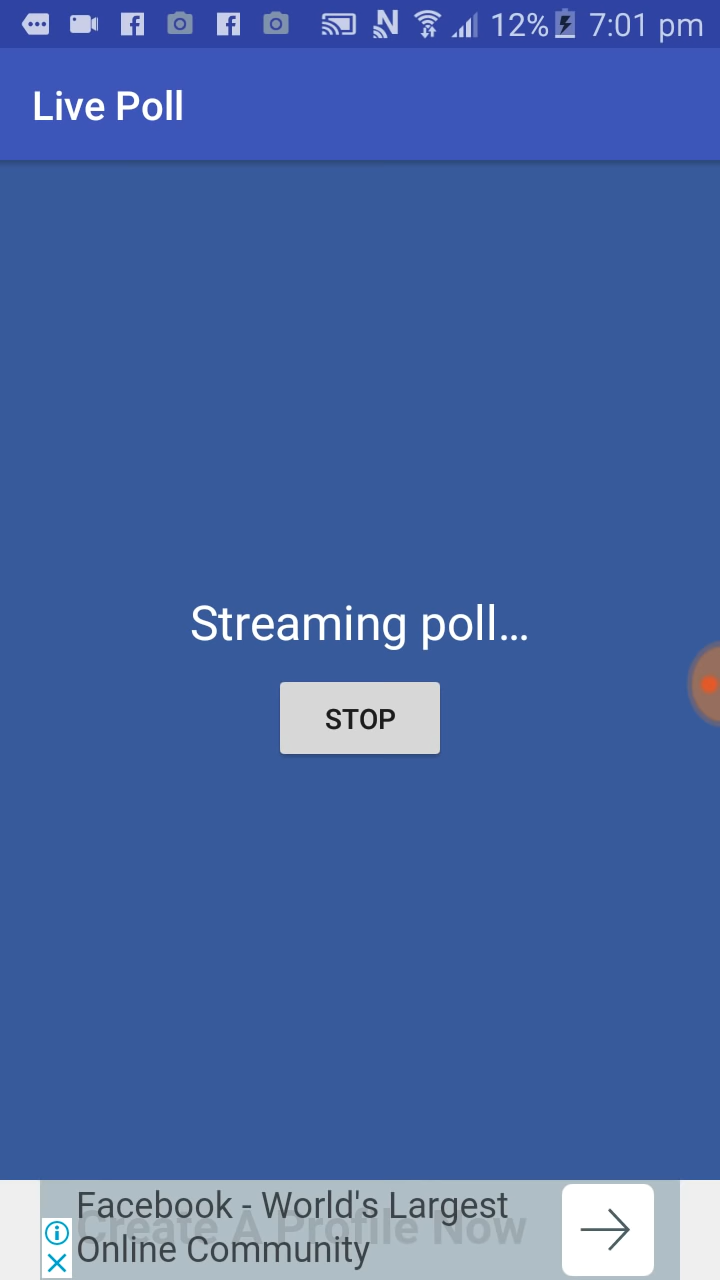 12% 7:01 pm
Live Poll
Streaming poll...
STOP
Facebook - World's Largest
Create A Profile Now
Online Community